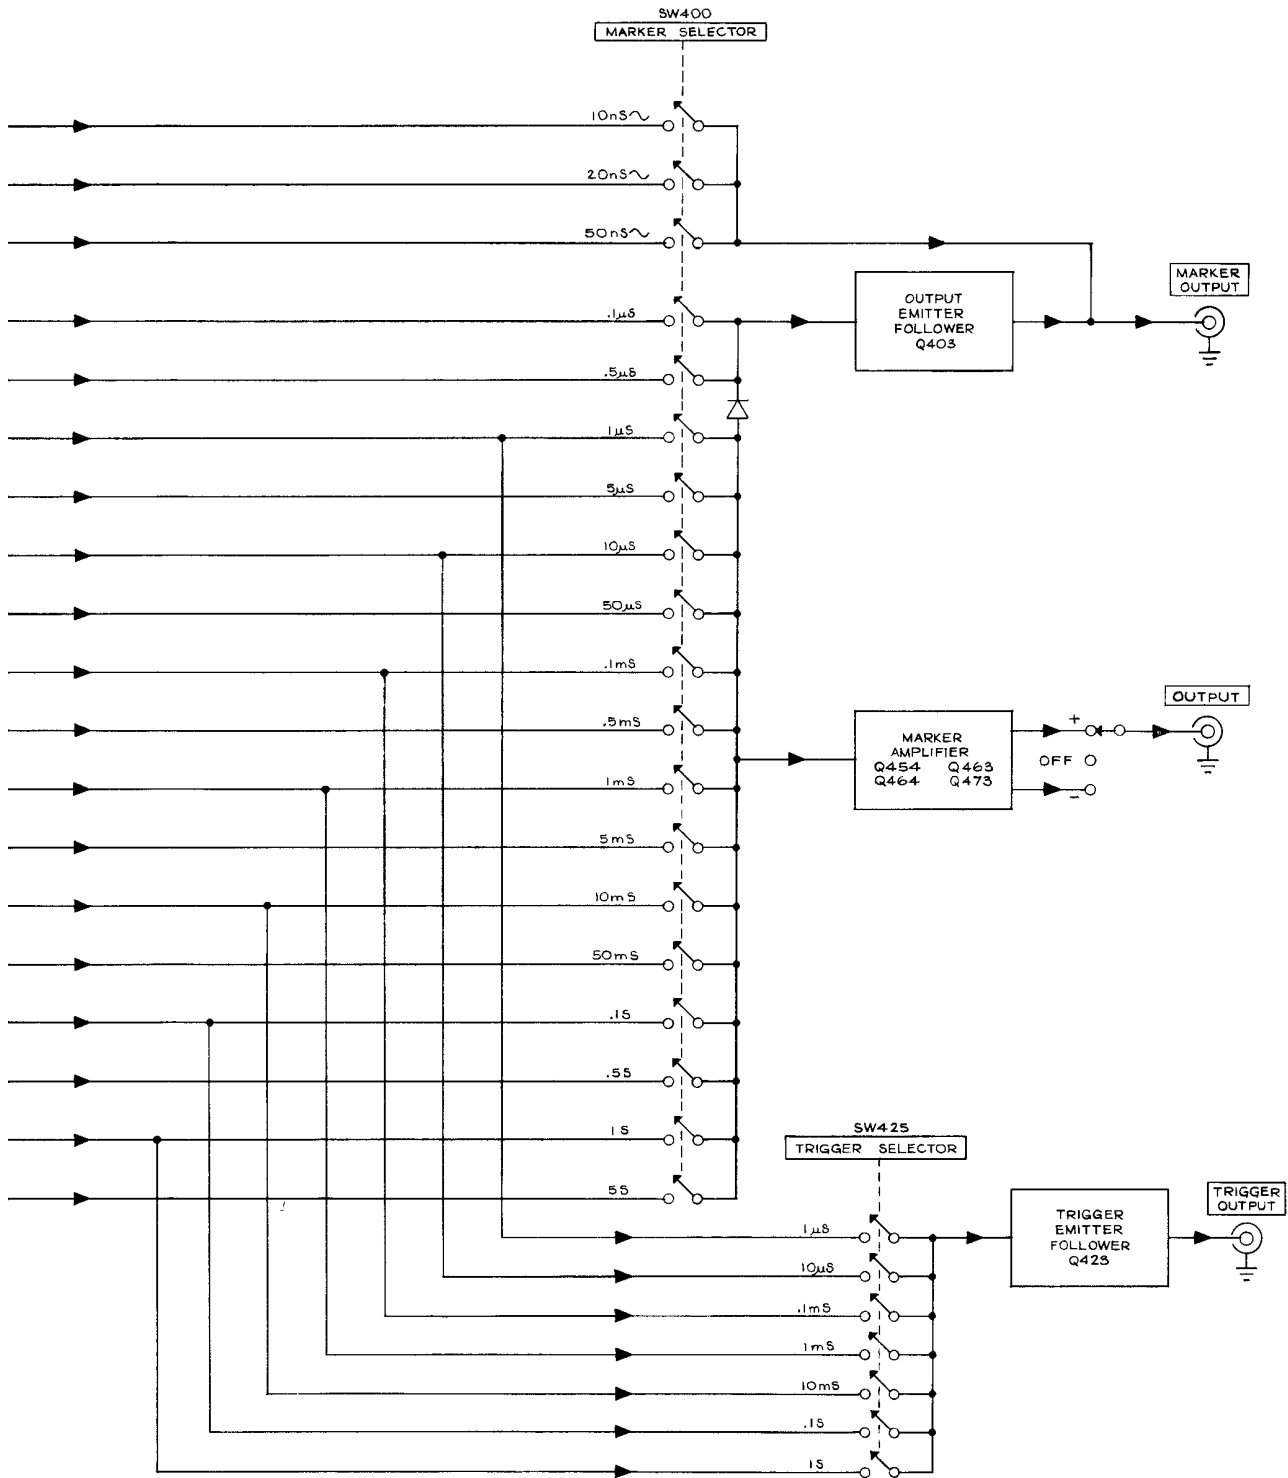 SW400
MARKER SELECTOR
10nS~
20nS~
50nS~
.1µS
.5µS
1µS
5µS
10µS
50µS
.1mS
.5mS
1mS
5mS
10mS
50mS
.1S
.5S
1S
5S
OUTPUT
EMITTER
FOLLOWER
Q403
MARKER
OUTPUT
MARKER
AMPLIFIER
Q454 Q463
Q464 Q473
+
OFF
-
OUTPUT
SW425
TRIGGER SELECTOR
1µS
10µS
.1mS
1mS
10mS
.1S
1S
TRIGGER
EMITTER
FOLLOWER
Q423
TRIGGER
OUTPUT